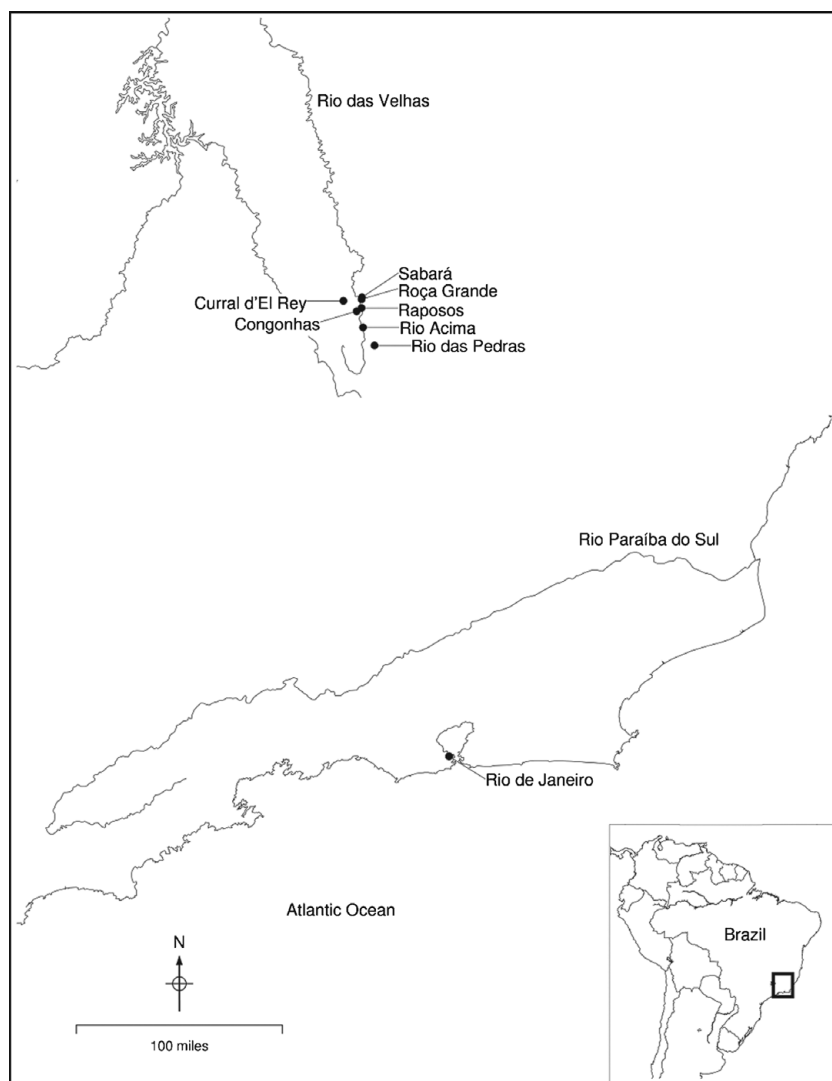 Rio das Velhas
Sabará
Roça Grande
Curral d'El Rey
Raposos
Congonhas
Rio Acima
Rio das Pedras
Rio Paraíba do Sul
Rio de Janeiro
Atlantic Ocean
Brazil
N
100 miles